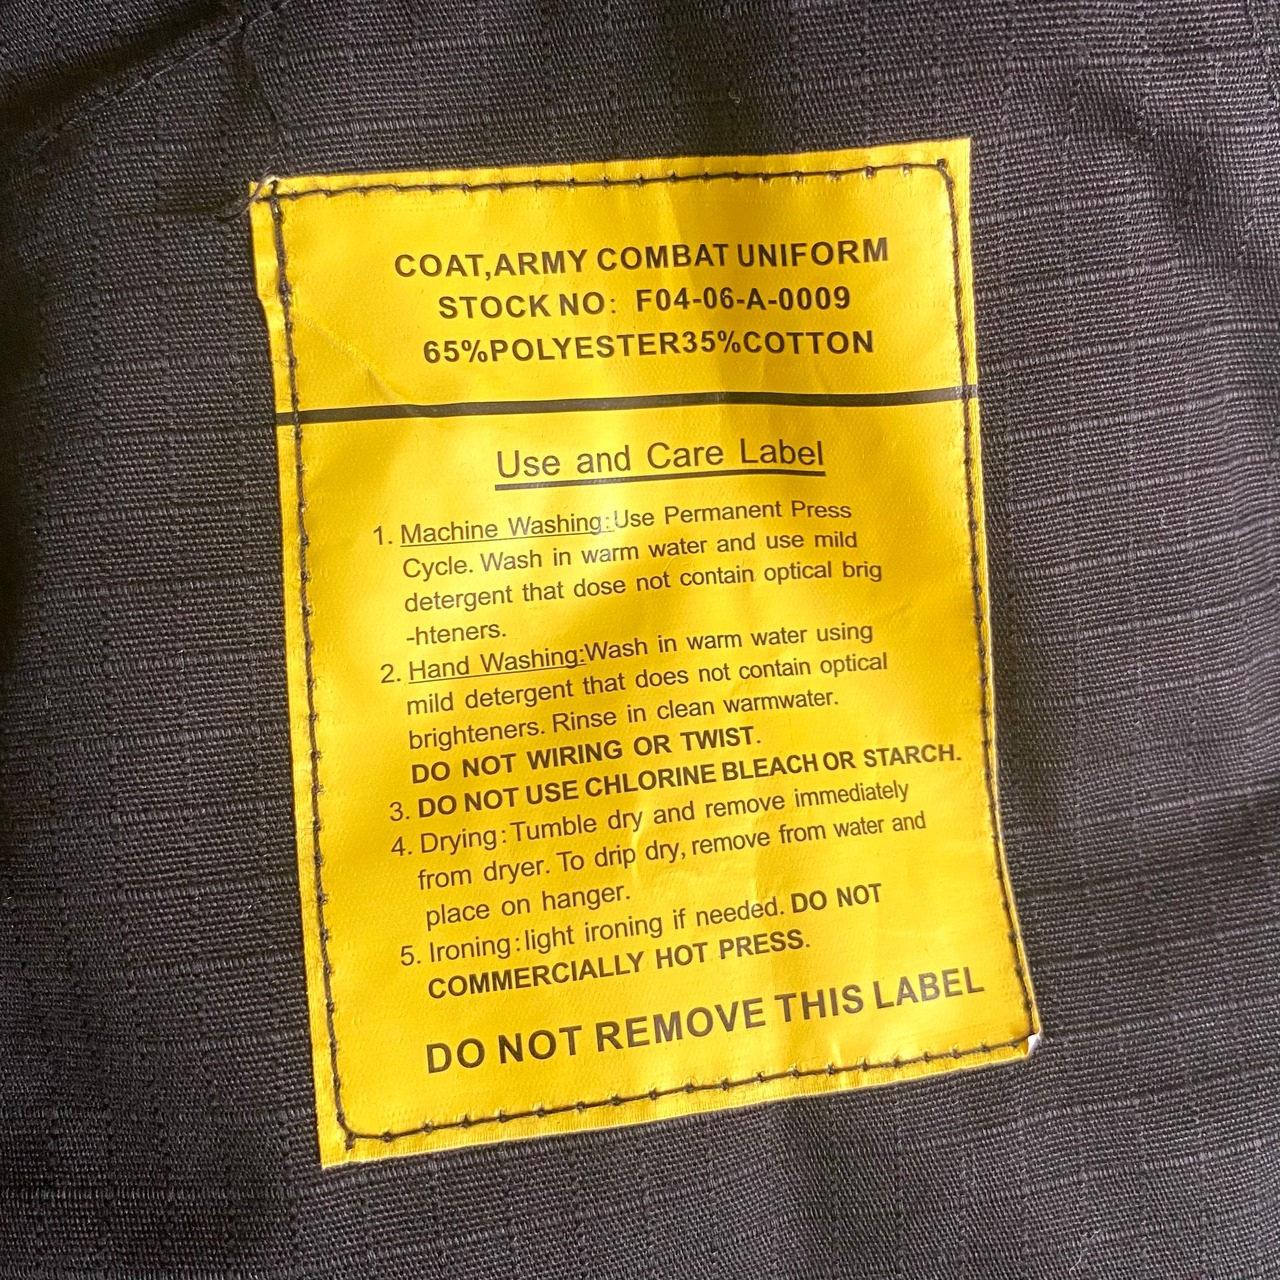 COAT,ARMY COMBAT UNIFORM
STOCK NO: F04-06-A-0009
65%POLYESTER35%COTTON
Use and Care Label
1. Machine Washing:Use Permanent Press
Cycle. Wash in warm water and use mild
detergent that dose not contain optical brig
-hteners.
2. Hand Washing:Wash in warm water using
mild detergent that does not contain optical
brighteners. Rinse in clean warmwater.
DO NOT WIRING OR TWIST.
3. DO NOT USE CHLORINE BLEACH OR STARCH.
4. Drying:Tumble dry and remove immediately
from dryer. To drip dry, remove from water and
place on hanger.
5. Ironing:light ironing if needed. DO NOT
COMMERCIALLY HOT PRESS.
DO NOT REMOVE THIS LABEL